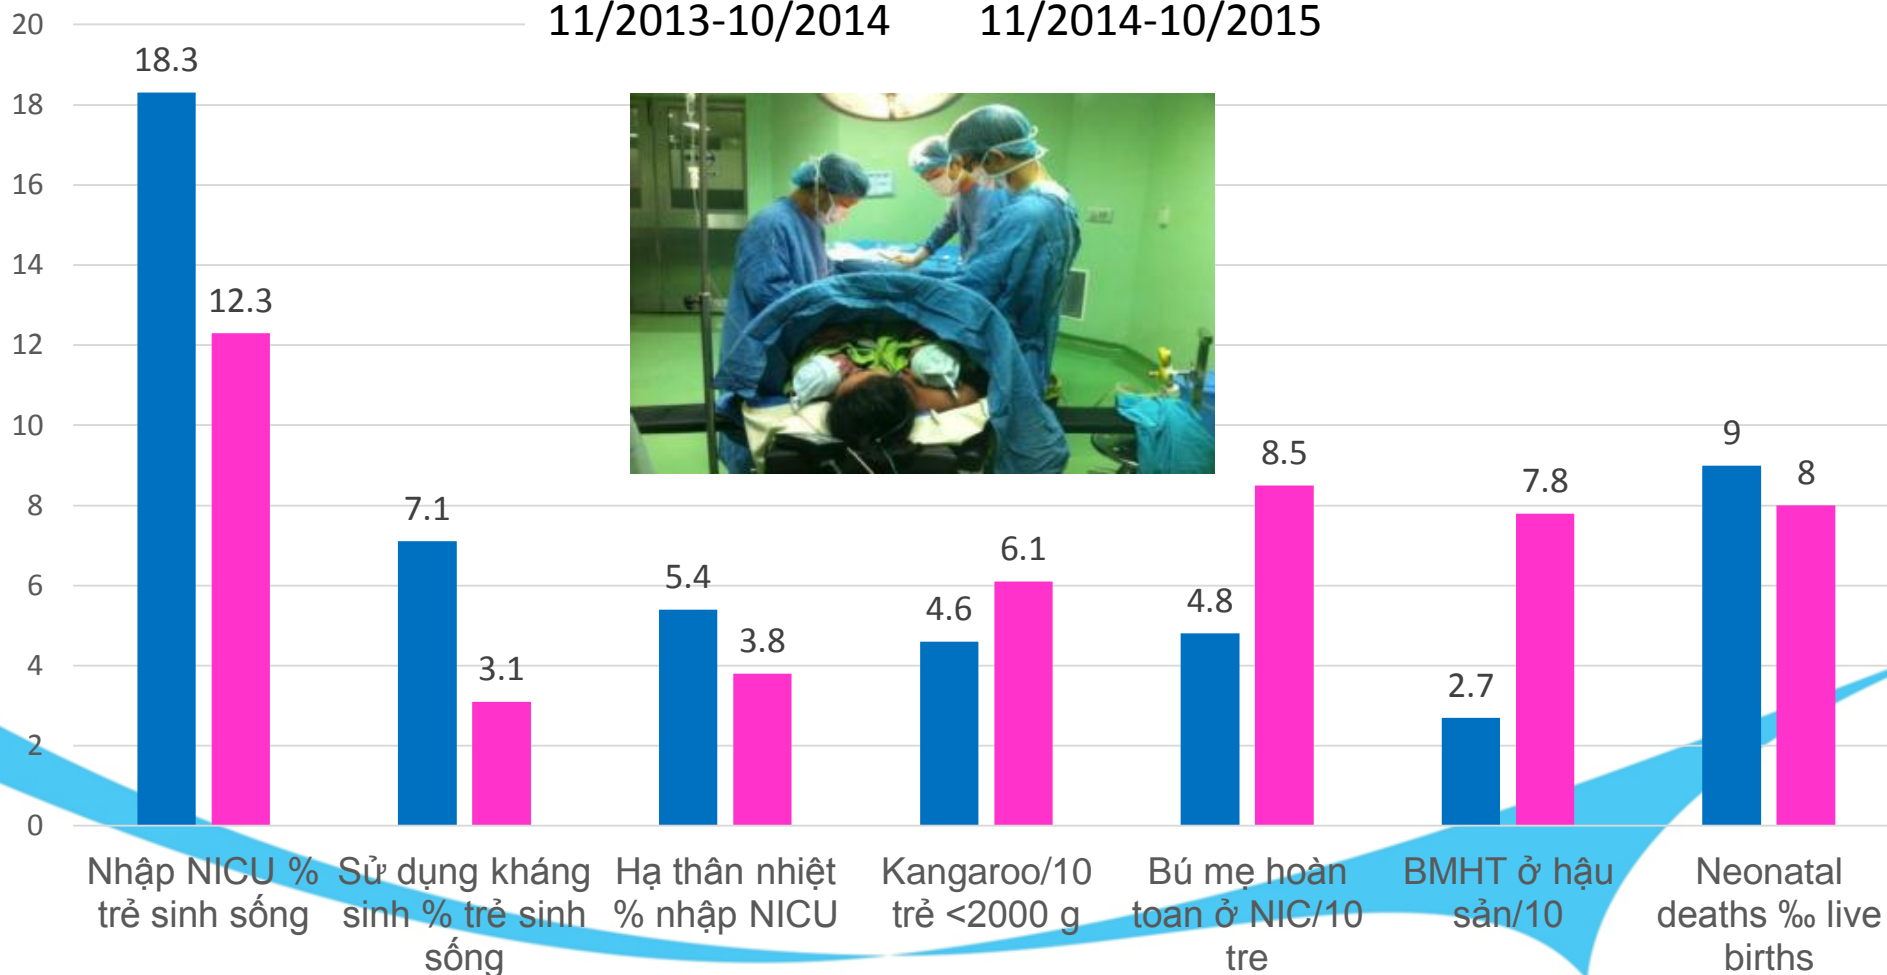 11/2013-10/2014 11/2014-10/2015
20
18
16
14
12
10
8
6
4
2
0
18.3
12.3
7.1
3.1
5.4
3.8
4.6
6.1
4.8
8.5
2.7
7.8
9
8
Nhập NICU %
trẻ sinh sống
Sử dụng kháng
sinh % trẻ sinh
sống
Hạ thân nhiệt
% nhập NICU
Kangaroo/10
trẻ <2000 g
Bú mẹ hoàn
toan ở NIC/10
tre
BMHT ở hậu
sản/10
Neonatal
deaths ‰ live
births